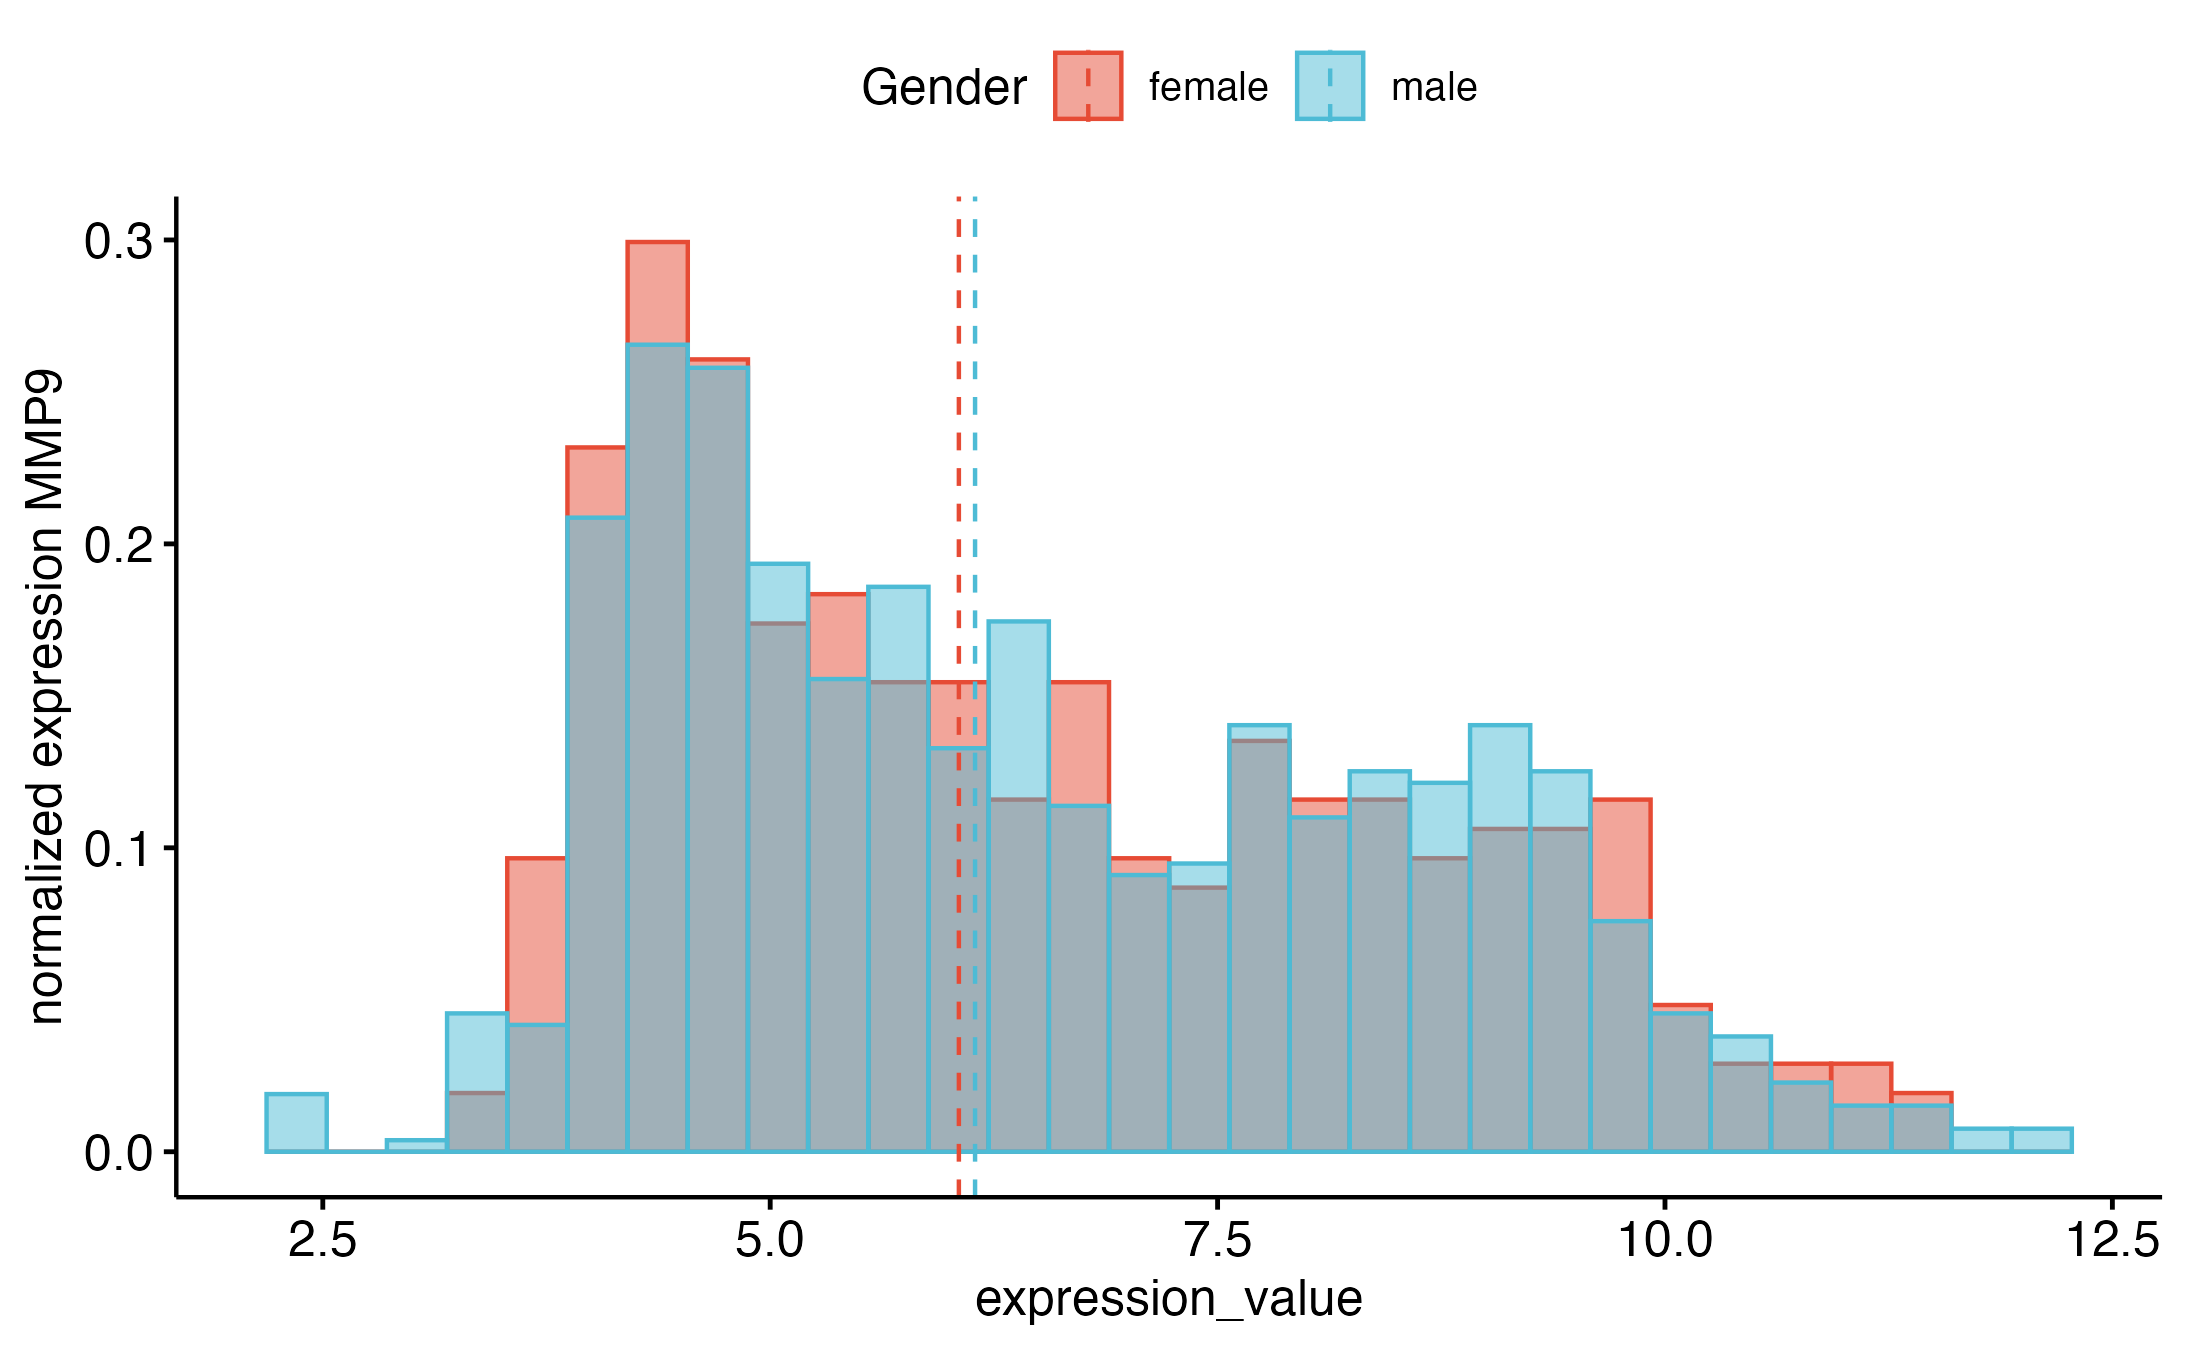 Gender female male
normalized expression MMP9
0.3
0.2
0.1
0.0
2.5 5.0 7.5 10.0 12.5
expression_value